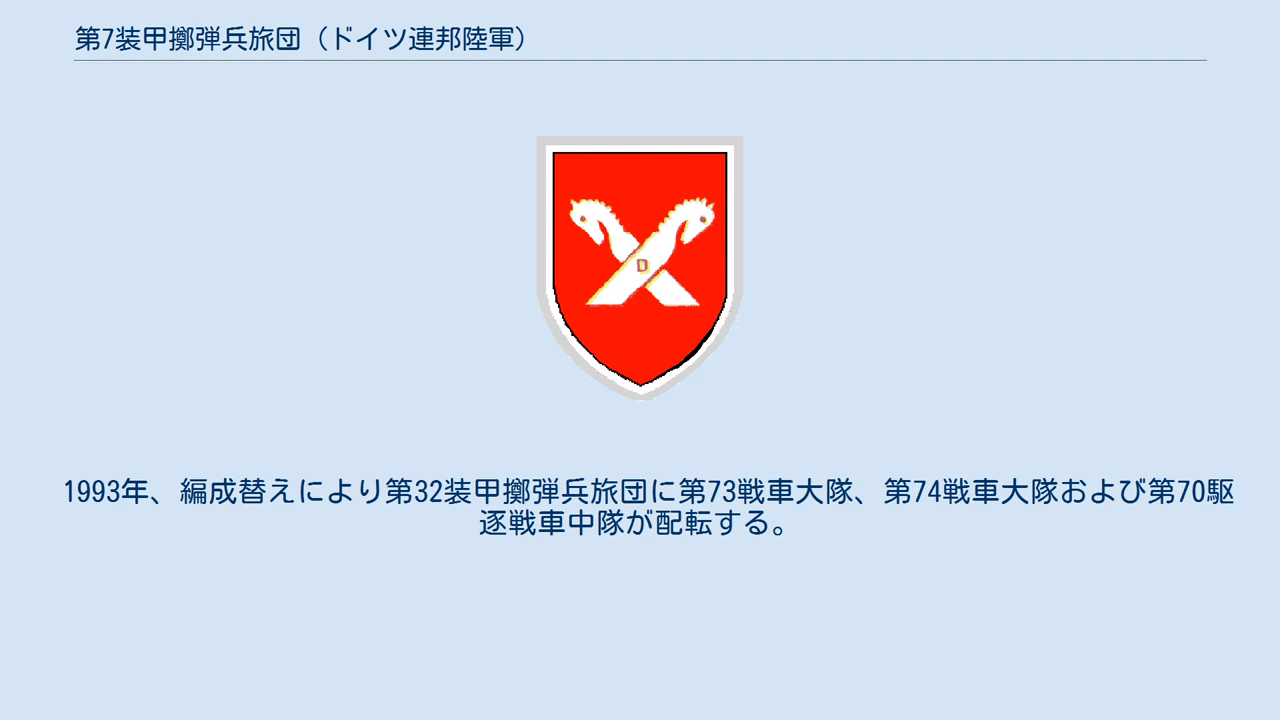 第7装甲擲弾兵旅団（ドイツ連邦陸軍）
D
1993年、編成替えにより第32装甲擲弾兵旅団に第73戦車大隊、第74戦車大隊および第70駆
逐戦車中隊が配転する。